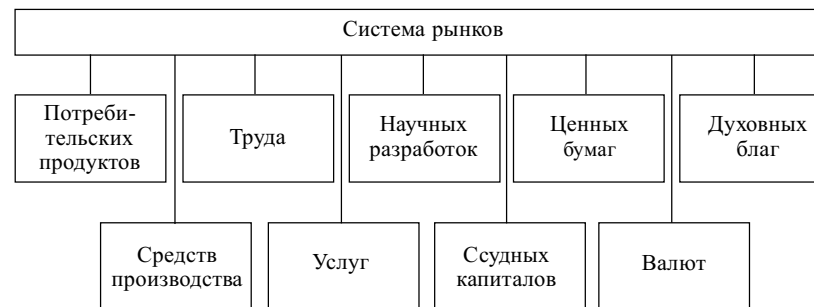 Система рынков
Потреби-
тельских
продуктов
Труда
Научных
разработок
Ценных
бумаг
Духовных
благ
Средств
производства
Услуг
Ссудных
капиталов
Валют